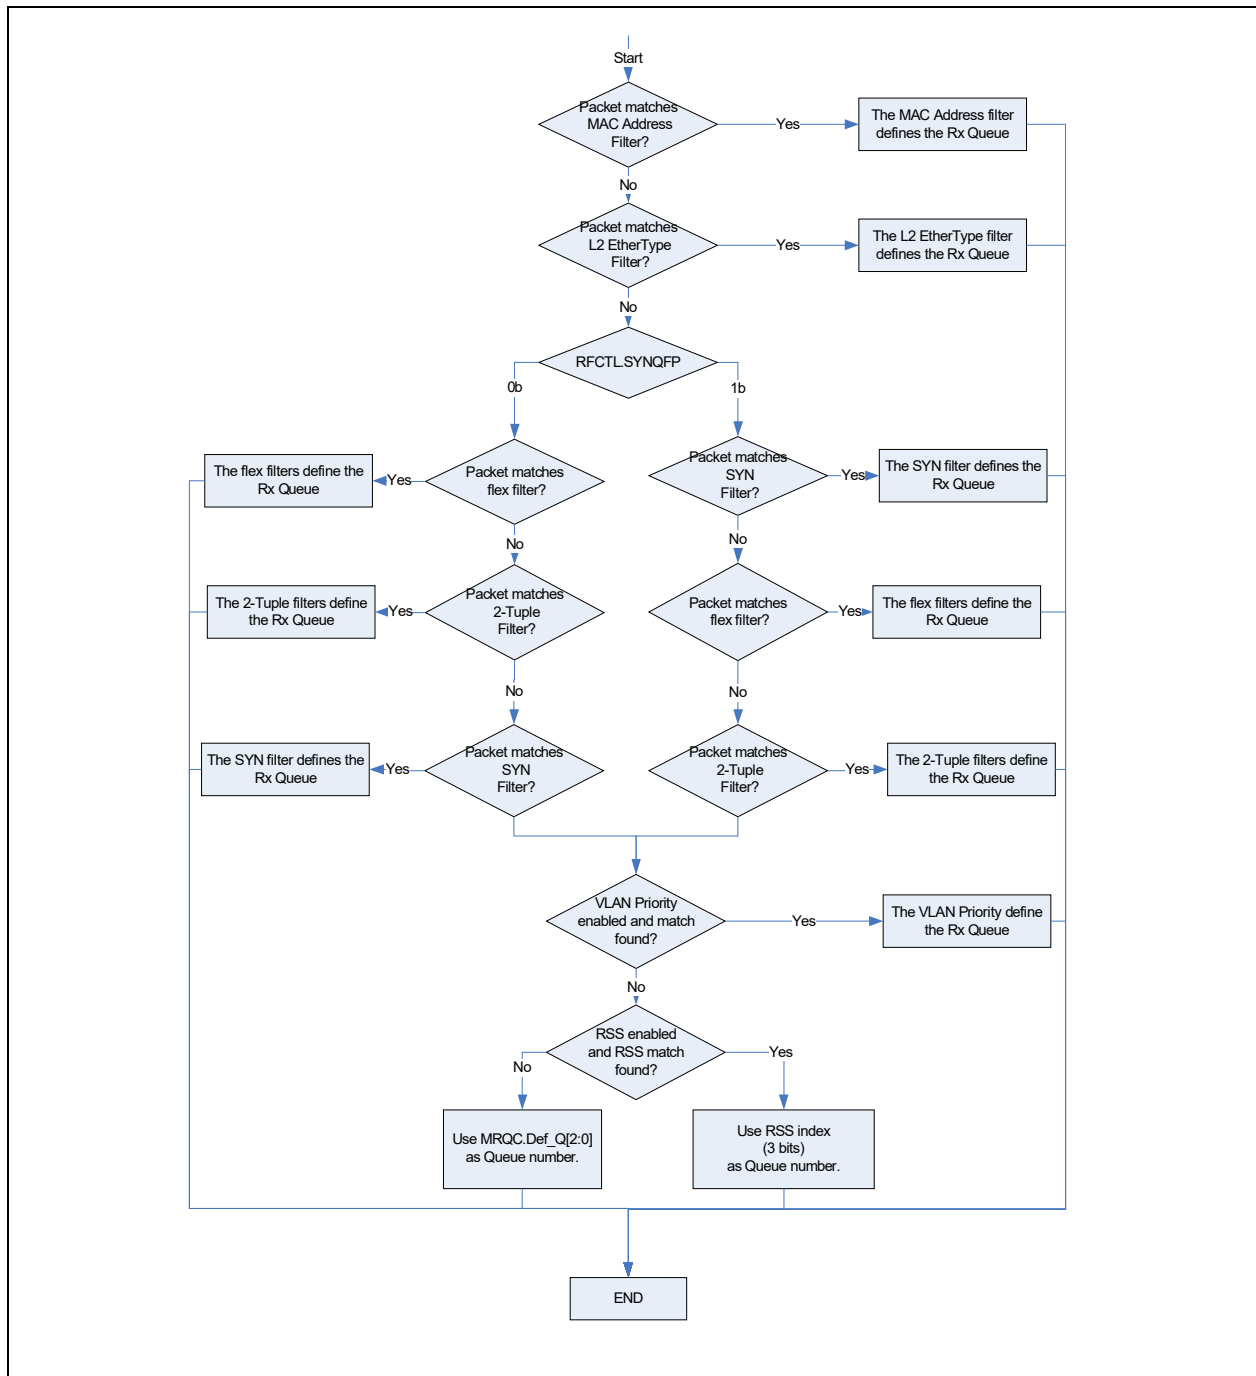 Start
Packet matches
MAC Address
Filter?
Yes
The MAC Address filter
defines the Rx Queue
No
Packet matches
L2 EtherType
Filter?
Yes
The L2 EtherType filter
defines the Rx Queue
No
RFCTL.SYNQFP
0b
1b
The flex filters define the
Rx Queue
Yes
Packet matches
flex filter?
Packet matches
SYN
Filter?
Yes
The SYN filter defines the
Rx Queue
No
No
The 2-Tuple filters define
the Rx Queue
Yes
Packet matches
2-Tuple
Filter?
Packet matches
flex filter?
Yes
The flex filters define the
Rx Queue
No
No
The SYN filter defines the
Rx Queue
Yes
Packet matches
SYN
Filter?
Packet matches
2-Tuple
Filter?
Yes
The 2-Tuple filters define
the Rx Queue
VLAN Priority
enabled and match
found?
Yes
The VLAN Priority define
the Rx Queue
No
RSS enabled
and RSS match
found?
No
Yes
Use MRQC.Def_Q[2:0]
as Queue number.
Use RSS index
(3 bits)
as Queue number.
END